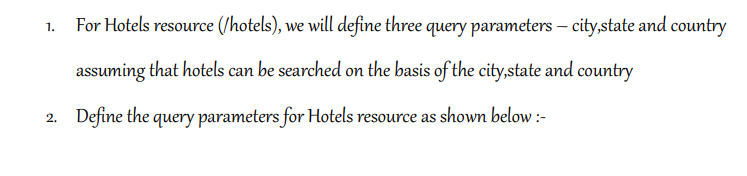 1. For Hotels resource (/hotels), we will define three query parameters – city,state and country
assuming that hotels can be searched on the basis of the city,state and country
2. Define the query parameters for Hotels resource as shown below :-